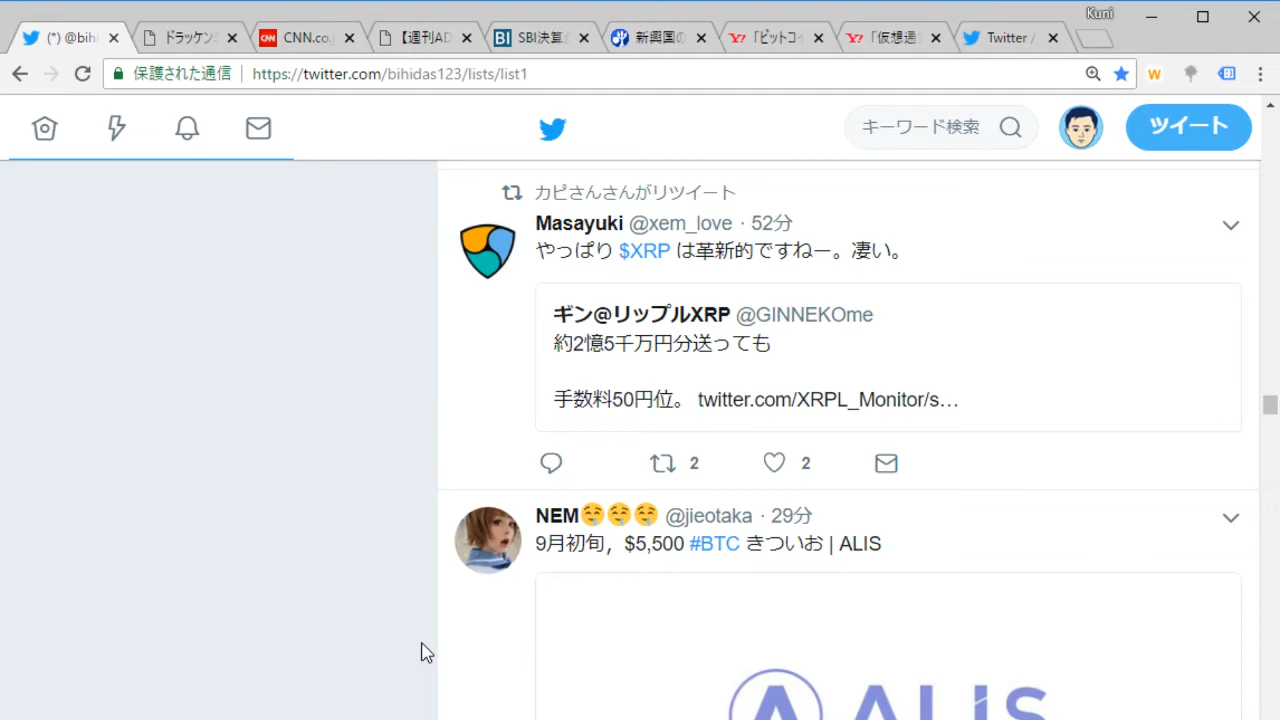 Kuni
(*) @bihi
ドラッケン
CNN.co.
【週刊AD
SBI決算
新興国の
「ビットコイ
「仮想通
Twitter /
保護された通信 https://twitter.com/bihidas123/lists/list1
キーワード検索
ツイート
カピさんさんがリツイート
Masayuki @xem_love · 52分
やっぱり $XRP は革新的ですねー。凄い。
ギン@リップルXRP @GINNEKOme
約2憶5千万円分送っても
手数料50円位。 twitter.com/XRPL_Monitor/s…
2 2
NEM🤤🤤🤤 @jieotaka · 29分
9月初旬，$5,500 #BTC きついお | ALIS
ALIS